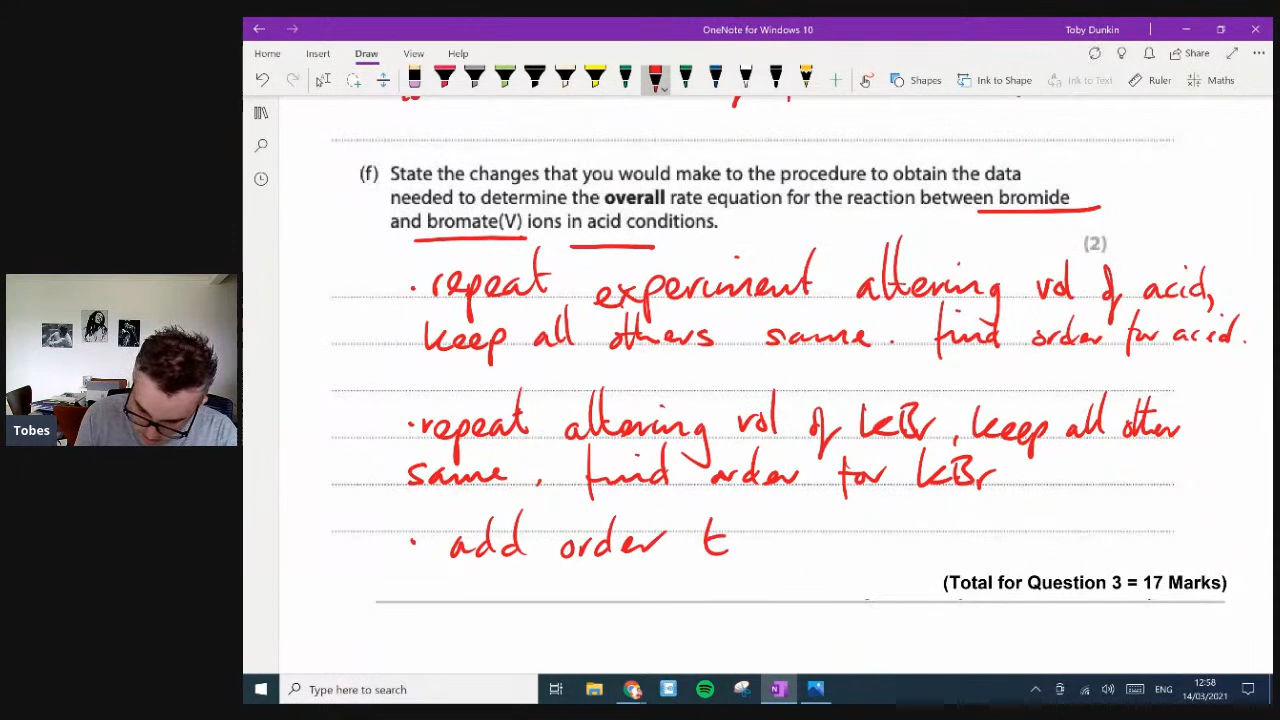 OneNote for Windows 10
Toby Dunkin
Home
Insert
Draw
View
Help
Share
Shapes
Ink to Shape
Ink to Text
Ruler
Maths
(f) State the changes that you would make to the procedure to obtain the data
needed to determine the overall rate equation for the reaction between bromide
and bromate(V) ions in acid conditions.
(2)
· repeat experiment altering vol of acid,
keep all others same. find order for acid.
· repeat altering vol of KBr, keep all other
same, find order for KBr
· add order t
(Total for Question 3 = 17 Marks)
Tobes
Type here to search
ENG
12:58
14/03/2021